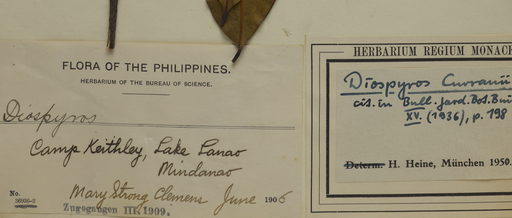 FLORA OF THE PHILIPPINES.
HERBARIUM OF THE BUREAU OF SCIENCE.
Diospyros
Camp Keithley, Lake Lanao
Mindanao
No.
Mary Strong Clemens June 1906
Zugegangen III. 1909.
HERBARIUM REGIUM MONAC
Diospyros Curranii
cit. in Bull. Jard. Bot. Bui
XV. (1936), p. 198
Determ. H. Heine, München 1950.